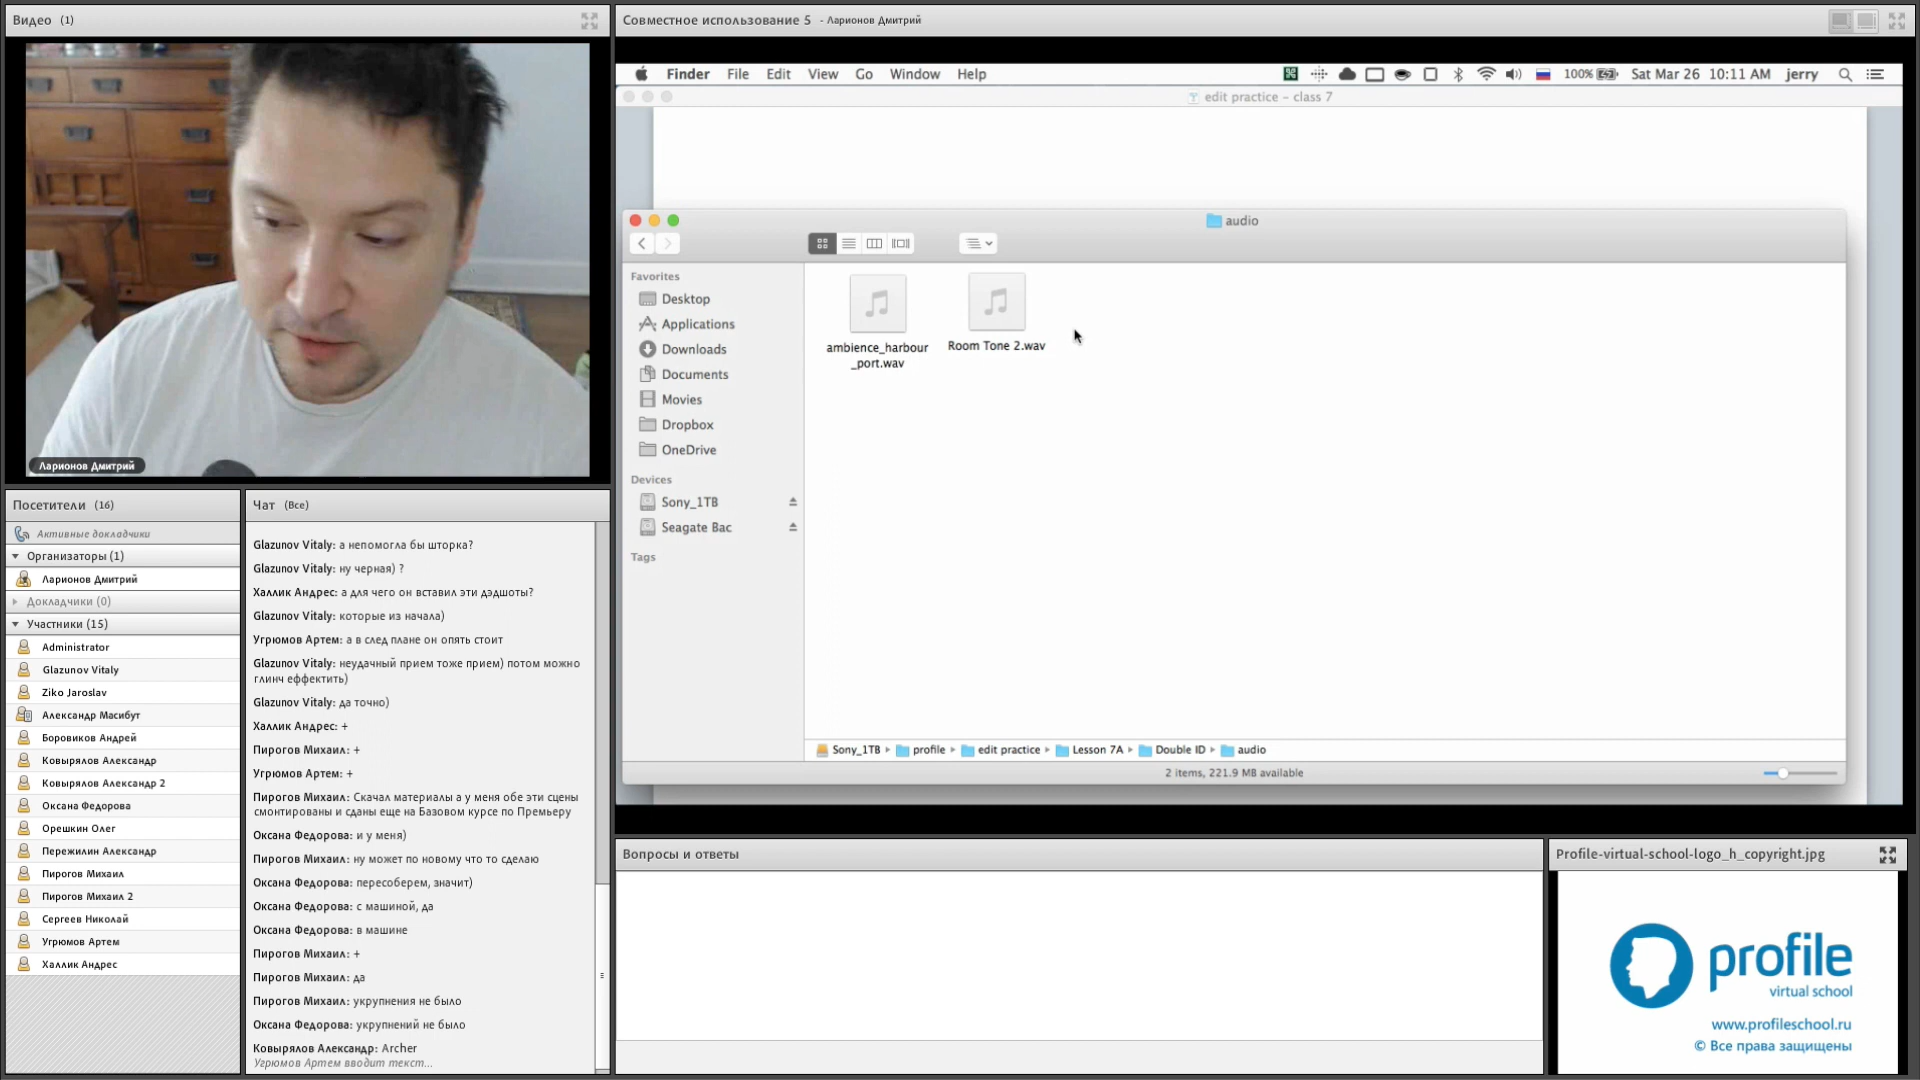 Видео (1)
Ларионов Дмитрий
Посетители (16)
Активные докладчики
Организаторы (1)
Ларионов Дмитрий
Докладчики (0)
Участники (15)
Administrator
Glazunov Vitaly
Ziko Jaroslav
Александр Масибут
Боровиков Андрей
Ковырялов Александр
Ковырялов Александр 2
Оксана Федорова
Орешкин Олег
Пережилин Александр
Пирогов Михаил
Пирогов Михаил 2
Сергеев Николай
Угрюмов Артем
Халлик Андрес
Чат (Все)
Glazunov Vitaly: а непомогла бы шторка?
Glazunov Vitaly: ну черная) ?
Халлик Андрес: а для чего он вставил эти дэдшоты?
Glazunov Vitaly: которые из начала)
Угрюмов Артем: а в след плане он опять стоит
Glazunov Vitaly: неудачный прием тоже прием) потом можно
глинч еффектить)
Glazunov Vitaly: да точно)
Халлик Андрес: +
Пирогов Михаил: +
Угрюмов Артем: +
Пирогов Михаил: Скачал материалы а у меня обе эти сцены
смонтированы и сданы еще на Базовом курсе по Премьеру
Оксана Федорова: и у меня)
Пирогов Михаил: ну может по новому что то сделаю
Оксана Федорова: пересоберем, значит)
Оксана Федорова: с машиной, да
Оксана Федорова: в машине
Пирогов Михаил: +
Пирогов Михаил: да
Пирогов Михаил: укрупнения не было
Оксана Федорова: укрупнений не было
Ковырялов Александр: Archer
Угрюмов Артем вводит текст...
Совместное использование 5 - Ларионов Дмитрий
Finder File Edit View Go Window Help
100% Sat Mar 26 10:11 AM jerry
edit practice – class 7
audio
Favorites
Desktop
Applications
Downloads
Documents
Movies
Dropbox
OneDrive
Devices
Sony_1TB
Seagate Bac
Tags
ambience_harbour
_port.wav
Room Tone 2.wav
Sony_1TB profile edit practice Lesson 7A Double ID audio
2 items, 221.9 MB available
Вопросы и ответы
Profile-virtual-school-logo_h_copyright.jpg
profile
virtual school
www.profileschool.ru
© Все права защищены